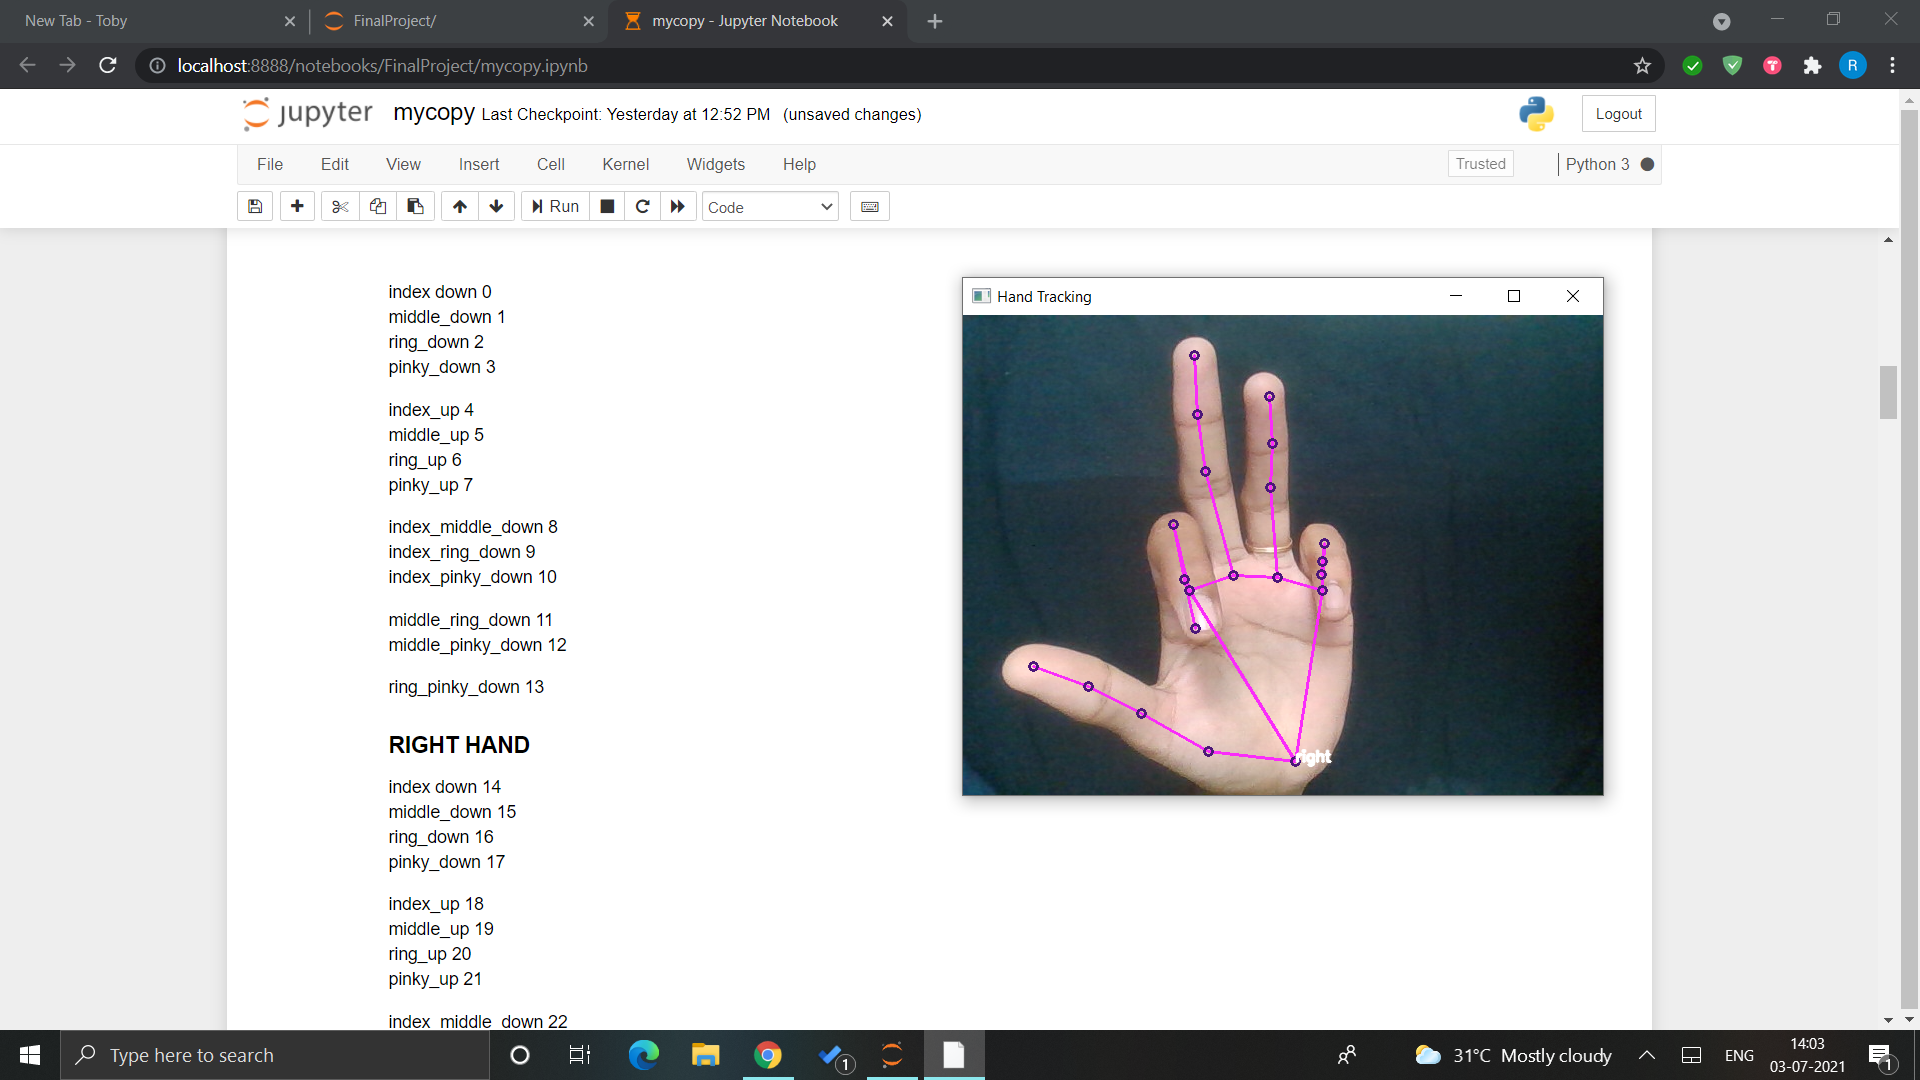 New Tab - Toby
FinalProject/
mycopy - Jupyter Notebook
localhost:8888/notebooks/FinalProject/mycopy.ipynb
R
jupyter mycopy Last Checkpoint: Yesterday at 12:52 PM (unsaved changes)
Logout
File Edit View Insert Cell Kernel Widgets Help
Trusted
Python 3
Run
Code
index down 0
middle_down 1
ring_down 2
pinky_down 3
index_up 4
middle_up 5
ring_up 6
pinky_up 7
index_middle_down 8
index_ring_down 9
index_pinky_down 10
middle_ring_down 11
middle_pinky_down 12
ring_pinky_down 13
RIGHT HAND
index down 14
middle_down 15
ring_down 16
pinky_down 17
index_up 18
middle_up 19
ring_up 20
pinky_up 21
index_middle_down 22
Hand Tracking
right
Type here to search
1
31°C Mostly cloudy
ENG
14:03
03-07-2021
1